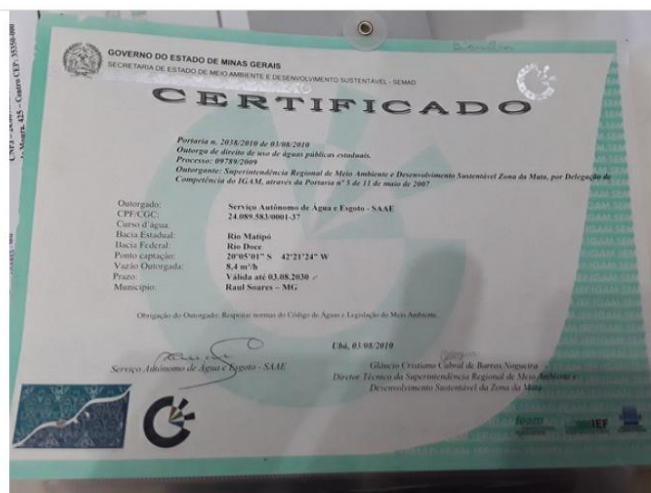 GOVERNO DO ESTADO DE MINAS GERAIS
SECRETARIA DE ESTADO DE MEIO AMBIENTE E DESENVOLVIMENTO SUSTENTÁVEL - SEMAD
CERTIFICADO
Portaria n. 2038/2010 de 03/08/2010
Outorga de direito de uso de águas públicas estaduais.
Processo: 09789/2009
Outorgante: Superintendência Regional de Meio Ambiente e Desenvolvimento Sustentável Zona da Mata, por Delegação de
Competência do IGAM, através da Portaria nº 5 de 11 de maio de 2007
Outorgado: Serviço Autônomo de Água e Esgoto - SAAE
CPF/CGC: 24.089.583/0001-37
Curso d'água:
Bacia Estadual: Rio Matipó
Bacia Federal: Rio Doce
Ponto captação: 20°05'01" S 42°21'24" W
Vazão Outorgada: 8,4 m³/h
Prazo: Válida até 03.08.2030
Município: Raul Soares – MG
Obrigação do Outorgado: Respeitar normas do Código de Águas e Legislação do Meio Ambiente.
Ubá, 03/08/2010
Serviço Autônomo de Água e Esgoto - SAAE
Gláucio Cristiano Cabral de Barros Nogueira
Diretor Técnico da Superintendência Regional de Meio Ambiente e
Desenvolvimento Sustentável da Zona da Mata
feam
IEF
425 – Centro CEP: 35350-000